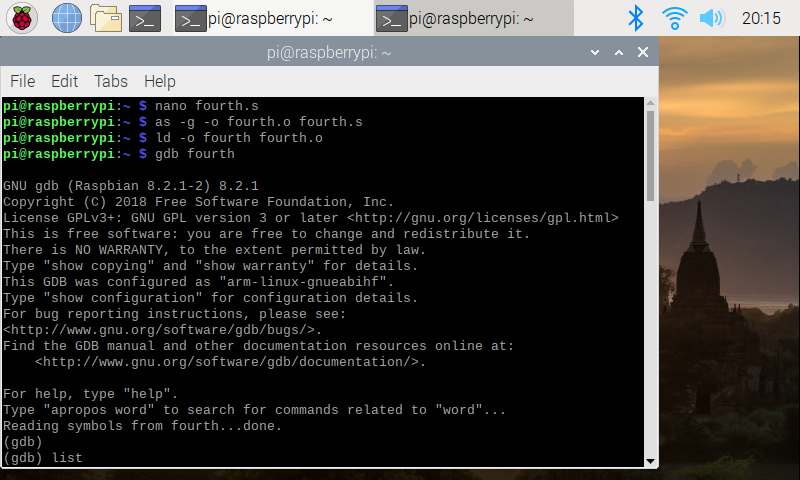 pi@raspberrypi: ~
pi@raspberrypi: ~
20:15
pi@raspberrypi: ~
File Edit Tabs Help
pi@raspberrypi:~ $ nano fourth.s
pi@raspberrypi:~ $ as -g -o fourth.o fourth.s
pi@raspberrypi:~ $ ld -o fourth fourth.o
pi@raspberrypi:~ $ gdb fourth
GNU gdb (Raspbian 8.2.1-2) 8.2.1
Copyright (C) 2018 Free Software Foundation, Inc.
License GPLv3+: GNU GPL version 3 or later <http://gnu.org/licenses/gpl.html>
This is free software: you are free to change and redistribute it.
There is NO WARRANTY, to the extent permitted by law.
Type "show copying" and "show warranty" for details.
This GDB was configured as "arm-linux-gnueabihf".
Type "show configuration" for configuration details.
For bug reporting instructions, please see:
<http://www.gnu.org/software/gdb/bugs/>.
Find the GDB manual and other documentation resources online at:
    <http://www.gnu.org/software/gdb/documentation/>.
For help, type "help".
Type "apropos word" to search for commands related to "word"...
Reading symbols from fourth...done.
(gdb)
(gdb) list